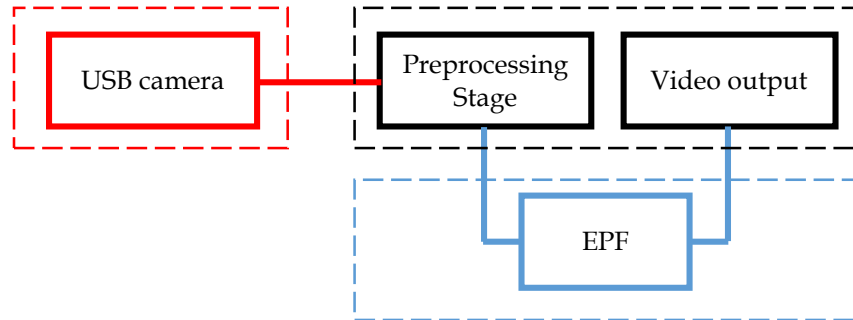 USB camera
Preprocessing
Stage
Video output
EPF